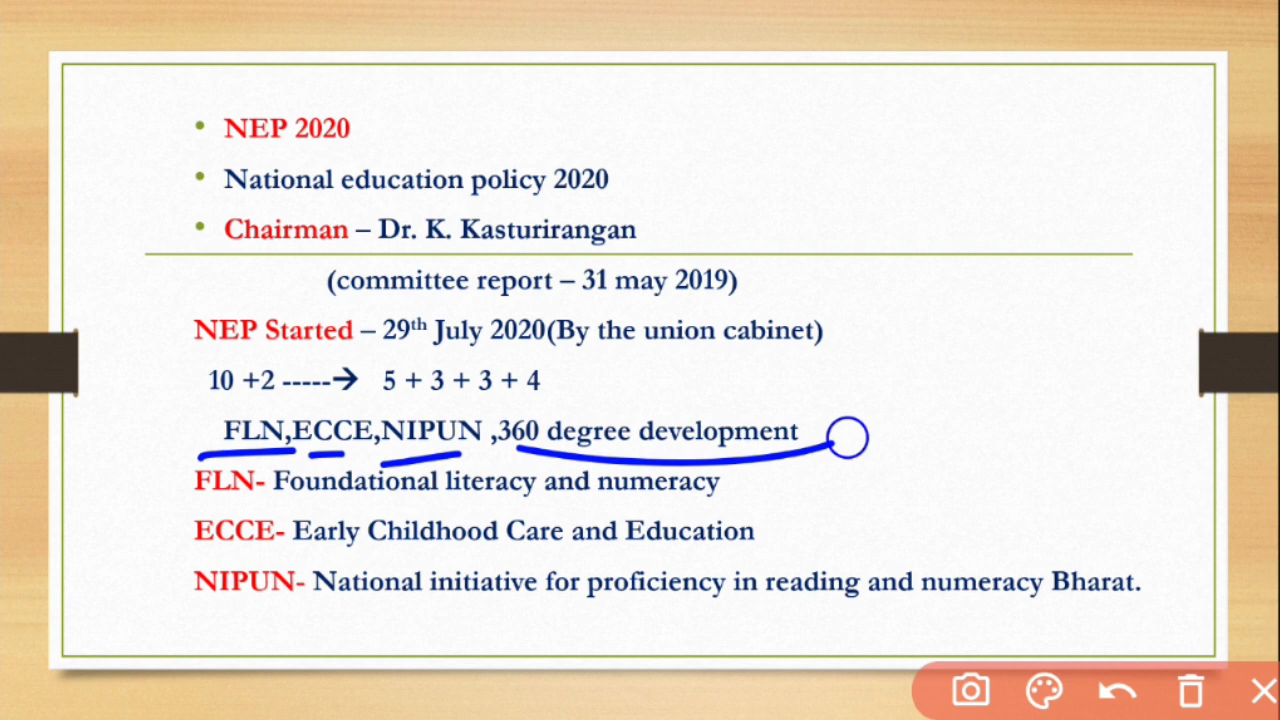 • NEP 2020
• National education policy 2020
• Chairman – Dr. K. Kasturirangan
(committee report – 31 may 2019)
NEP Started – 29th July 2020(By the union cabinet)
10 +2 -----→ 5 + 3 + 3 + 4
FLN,ECCE,NIPUN ,360 degree development
FLN- Foundational literacy and numeracy
ECCE- Early Childhood Care and Education
NIPUN- National initiative for proficiency in reading and numeracy Bharat.